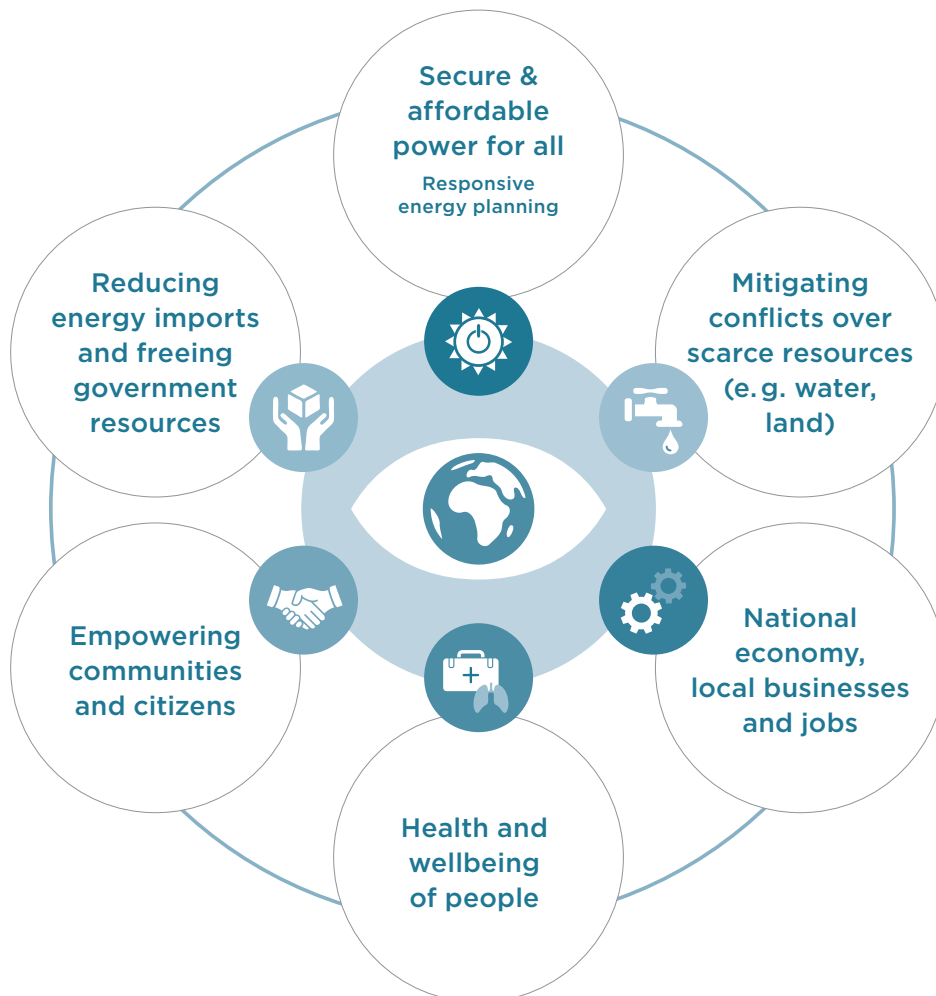 Secure &
affordable
power for all
Responsive
energy planning
Reducing
energy imports
and freeing
government
resources
Mitigating
conflicts over
scarce resources
(e. g. water,
land)
Empowering
communities
and citizens
National
economy,
local businesses
and jobs
Health and
wellbeing
of people